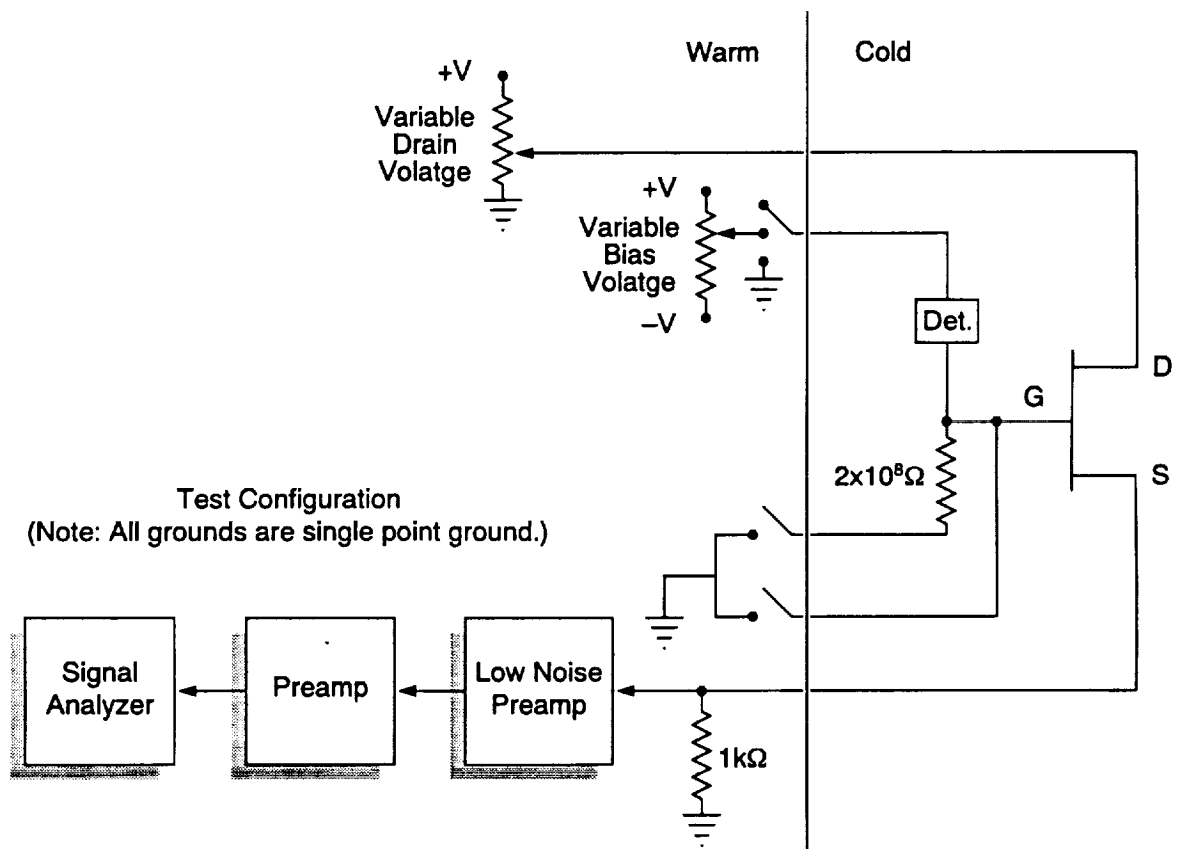 Warm
Cold
+V
Variable
Drain
Volatge
+V
Variable
Bias
Volatge
–V
Det.
D
G
S
2x10⁸Ω
Test Configuration
(Note: All grounds are single point ground.)
Signal
Analyzer
Preamp
Low Noise
Preamp
1kΩ